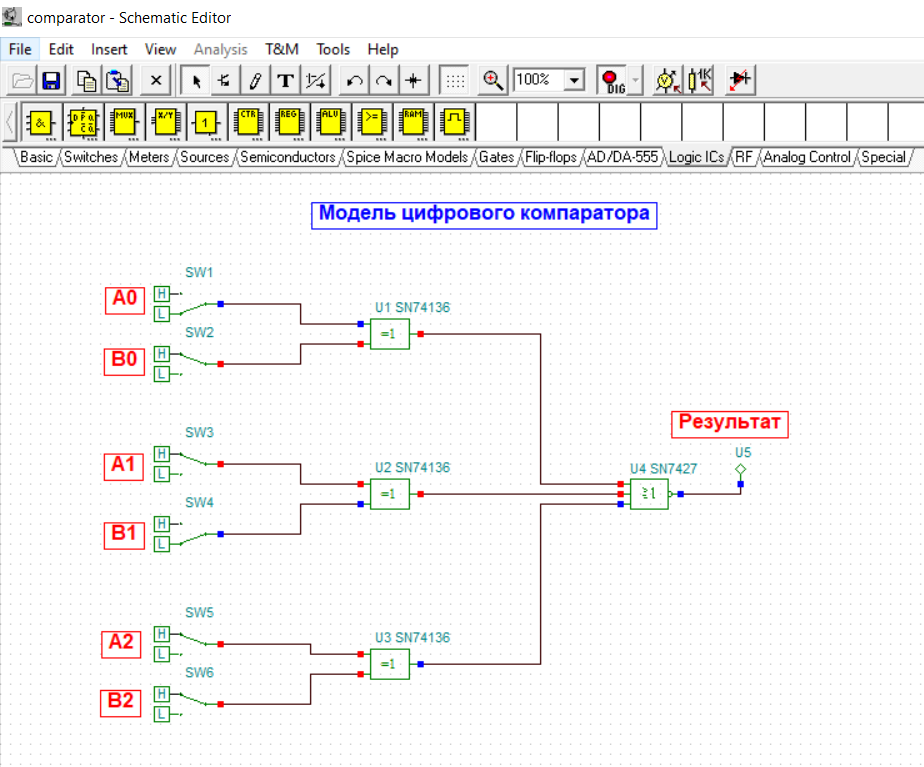 comparator - Schematic Editor
File Edit Insert View Analysis T&M Tools Help
100% DIG 1K
& MUX X/Y 1 CTR REG ALU >= RAM
Basic Switches Meters Sources Semiconductors Spice Macro Models Gates Flip-flops AD/DA-555 Logic ICs RF Analog Control Special
Модель цифрового компаратора
SW1
A0 H
L
U1 SN74136
=1
SW2
B0 H
L
SW3
A1 H
L
U2 SN74136
=1
SW4
B1 H
L
Результат
U5
U4 SN7427
≥1
SW5
A2 H
L
U3 SN74136
=1
SW6
B2 H
L